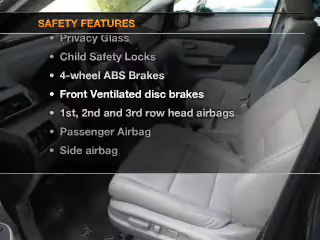 SAFETY FEATURES
• Privacy Glass
• Child Safety Locks
• 4-wheel ABS Brakes
• Front Ventilated disc brakes
• 1st, 2nd and 3rd row head airbags
• Passenger Airbag
• Side airbag